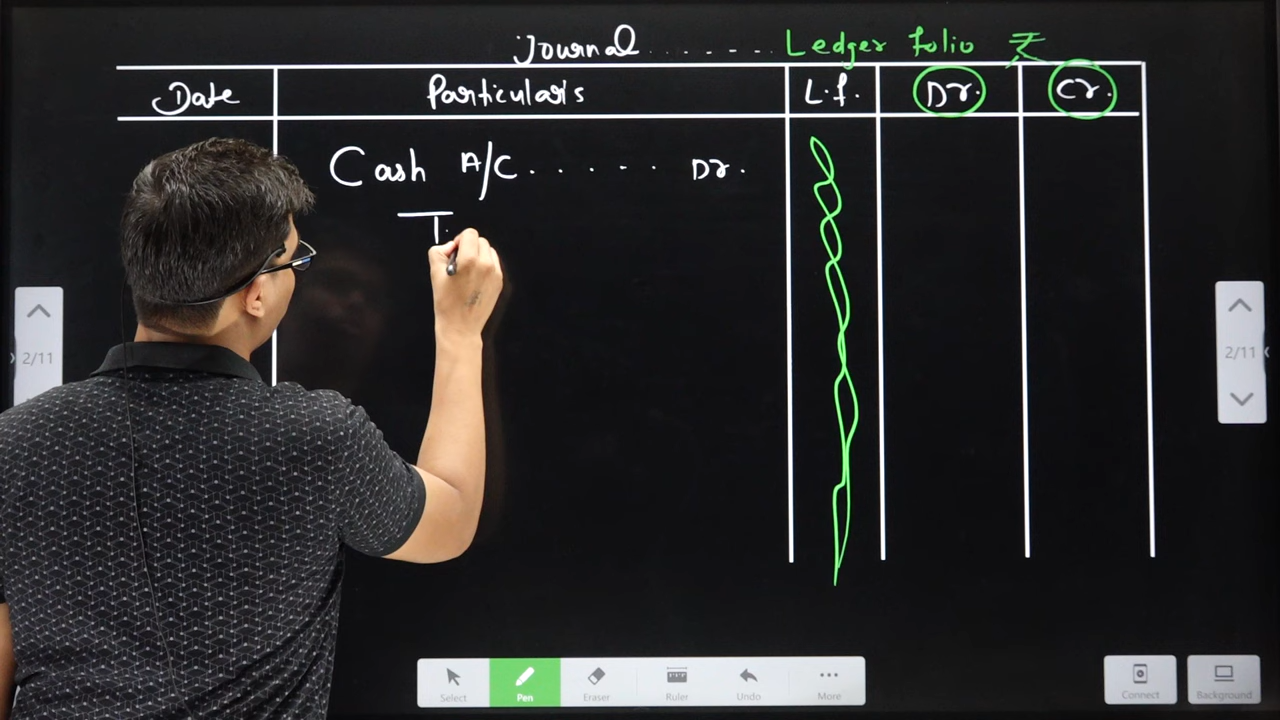 Journal ........ Ledger folio ₹
Date Particulars L.f. Dr. Cr.
Cash A/C ..... Dr.
T
2/11 2/11
Select Pen Eraser Ruler Undo More Connect Background